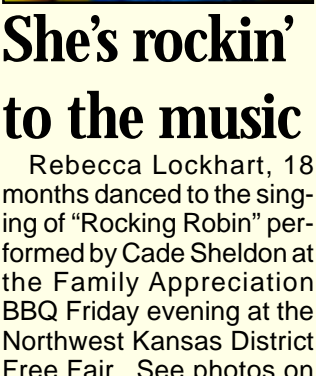 She's rockin'
to the music
Rebecca Lockhart, 18
months danced to the sing-
ing of “Rocking Robin” per-
formed by Cade Sheldon at
the Family Appreciation
BBQ Friday evening at the
Northwest Kansas District
Free Fair. See photos on